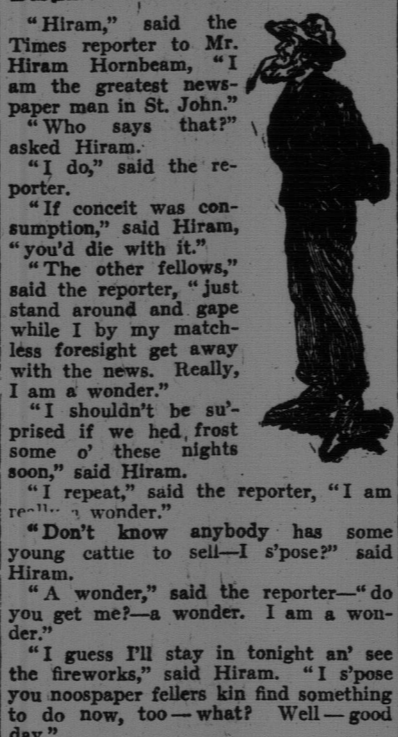 “Hiram,” said the
Times reporter to Mr.
Hiram Hornbeam, “I
am the greatest news-
paper man in St. John.”
“Who says that?”
asked Hiram.
“I do,” said the re-
porter.
“If conceit was con-
sumption,” said Hiram,
“you'd die with it.”
“The other fellows,”
said the reporter, “just
stand around and gape
while I by my match-
less foresight get away
with the news. Really,
I am a wonder.”
“I shouldn't be su'-
prised if we hed frost
some o' these nights
soon,” said Hiram.
“I repeat,” said the reporter, “I am
really a wonder.”
“Don't know anybody has some
young cattle to sell—I s'pose?” said
Hiram.
“A wonder,” said the reporter—“do
you get me?—a wonder. I am a won-
der.”
“I guess I'll stay in tonight an' see
the fireworks,” said Hiram. “I s'pose
you noospaper fellers kin find something
to do now, too—what? Well—good
day.”